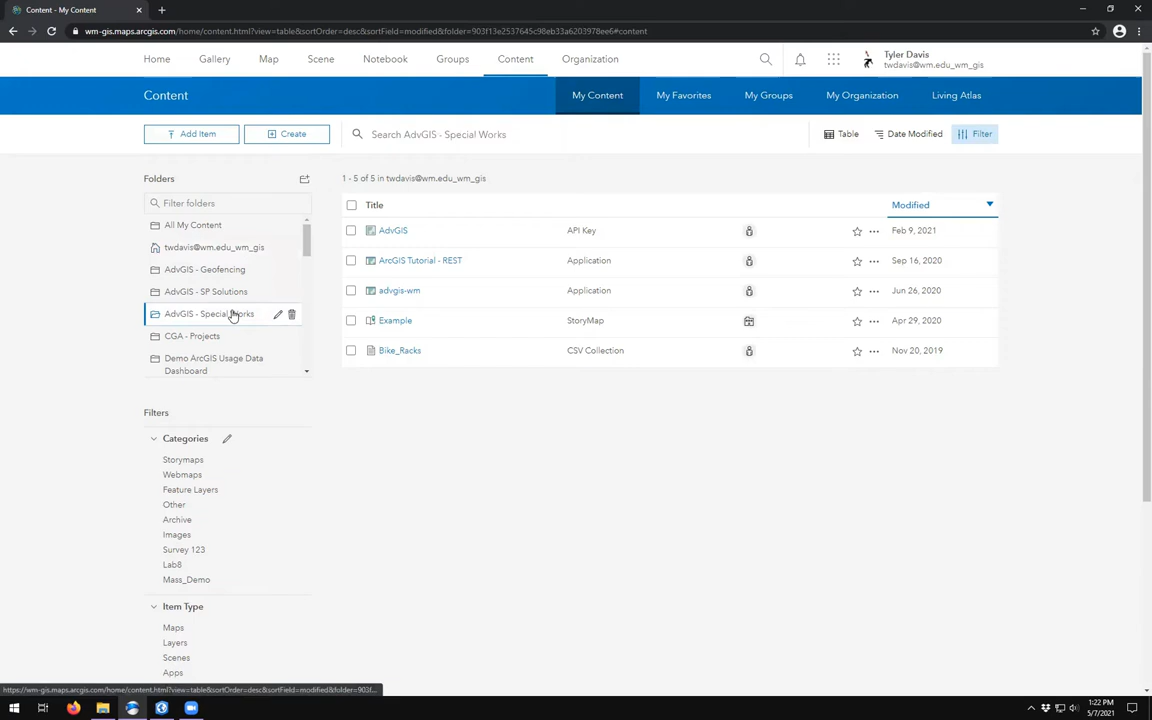 Content - My Content
wm-gis.maps.arcgis.com/home/content.html?view=table&sortOrder=desc&sortField=modified&folder=903f13e2537645c98eb33a6203978ee6#content
Home Gallery Map Scene Notebook Groups Content Organization
Tyler Davis
twdavis@wm.edu_wm_gis
Content
My Content My Favorites My Groups My Organization Living Atlas
Add Item Create Search AdvGIS - Special Works Table Date Modified Filter
Folders
1 - 5 of 5 in twdavis@wm.edu_wm_gis
Filter folders
Title Modified
All My Content
AdvGIS API Key Feb 9, 2021
twdavis@wm.edu_wm_gis
ArcGIS Tutorial - REST Application Sep 16, 2020
AdvGIS - Geofencing
AdvGIS - SP Solutions
advgis-wm Application Jun 26, 2020
AdvGIS - Special Works
Example StoryMap Apr 29, 2020
CGA - Projects
Bike_Racks CSV Collection Nov 20, 2019
Demo ArcGIS Usage Data
Dashboard
Filters
Categories
Storymaps
Webmaps
Feature Layers
Other
Archive
Images
Survey 123
Lab8
Mass_Demo
Item Type
Maps
Layers
Scenes
Apps
https://wm-gis.maps.arcgis.com/home/content.html?view=table&sortOrder=desc&sortField=modified&folder=903f...
1:22 PM
5/7/2021